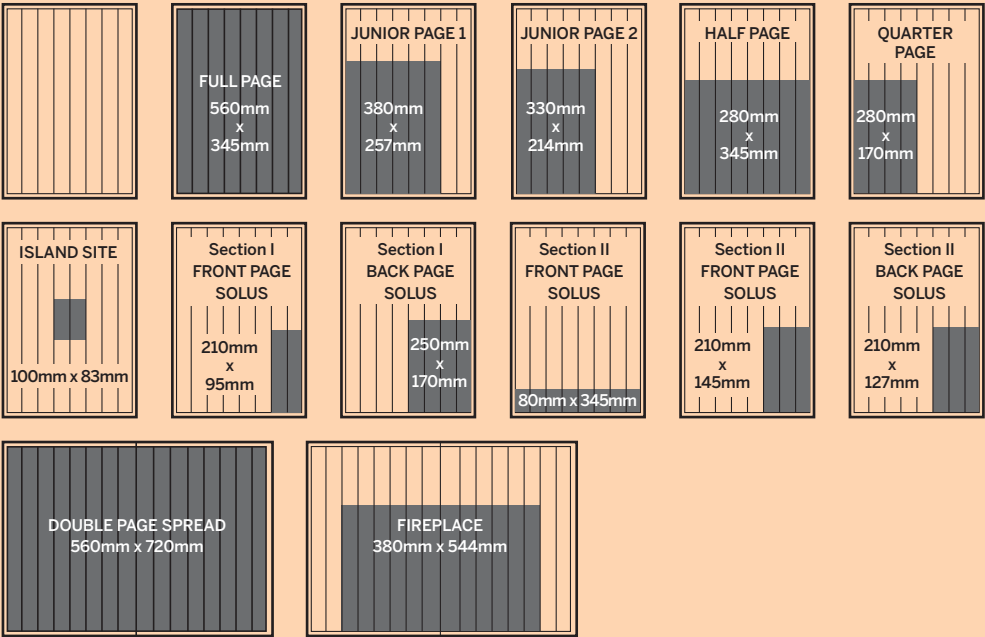 FULL PAGE
560mm
x
345mm
JUNIOR PAGE 1
380mm
x
257mm
JUNIOR PAGE 2
330mm
x
214mm
HALF PAGE
280mm
x
345mm
QUARTER
PAGE
280mm
x
170mm
ISLAND SITE
100mm x 83mm
Section I
FRONT PAGE
SOLUS
210mm
x
95mm
Section I
BACK PAGE
SOLUS
250mm
x
170mm
Section II
FRONT PAGE
SOLUS
80mm x 345mm
Section II
FRONT PAGE
SOLUS
210mm
x
145mm
Section II
BACK PAGE
SOLUS
210mm
x
127mm
DOUBLE PAGE SPREAD
560mm x 720mm
FIREPLACE
380mm x 544mm